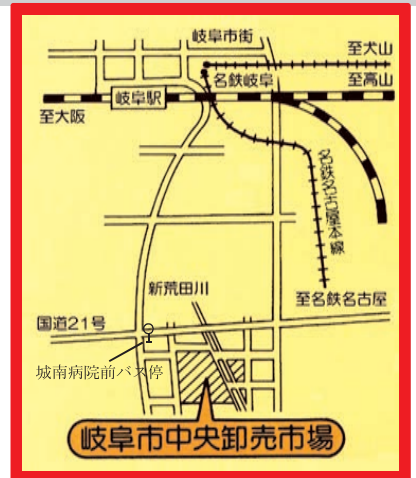 岐阜市街
至犬山
名鉄岐阜
至高山
岐阜駅
至大阪
名鉄名古屋本線
新荒田川
至名鉄名古屋
国道21号
城南病院前バス停
岐阜市中央卸売市場